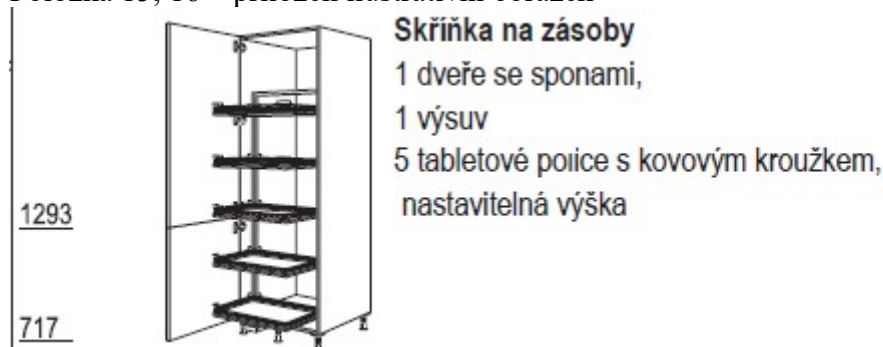 Skříňka na zásoby
1 dveře se sponami,
1 výsuv
5 tabletové police s kovovým kroužkem,
nastavitelná výška
1293
717